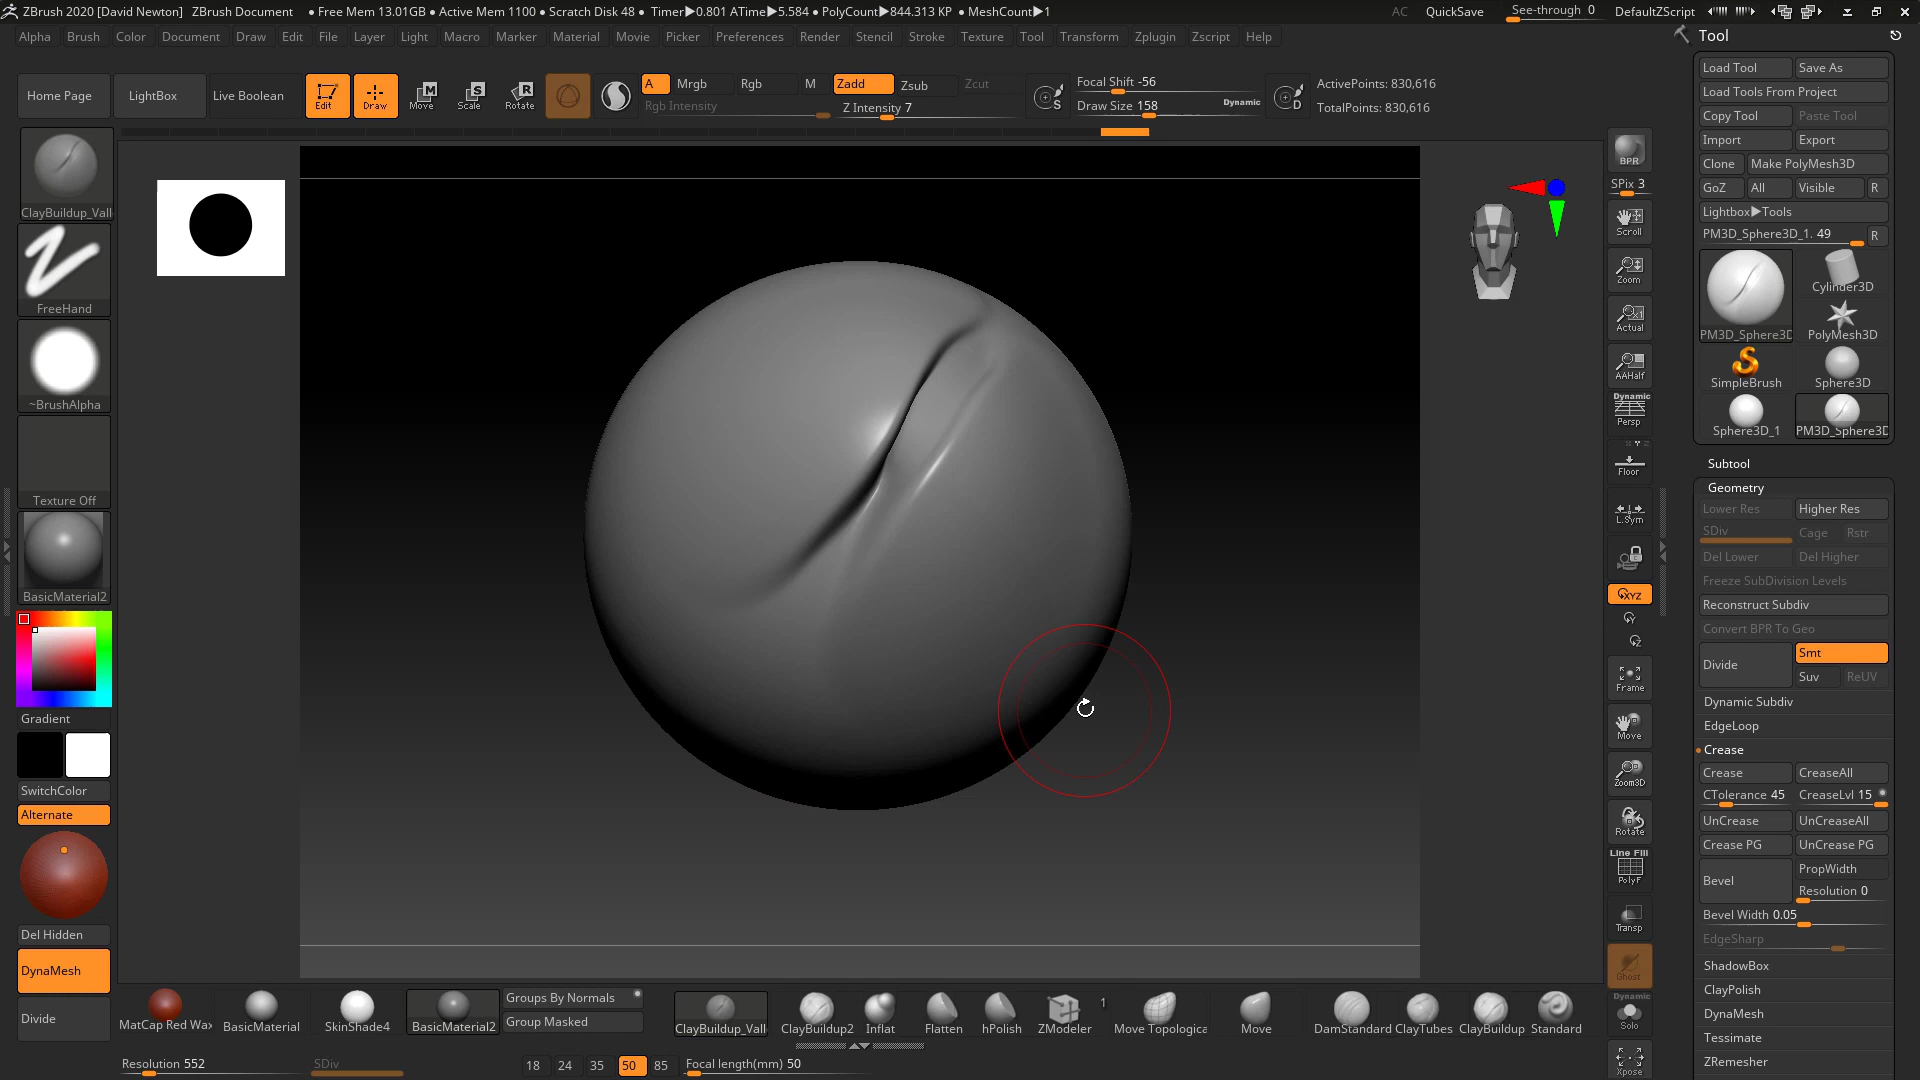 ZBrush 2020 [David Newton] ZBrush Document • Free Mem 13.01GB • Active Mem 1100 • Scratch Disk 48 • Timer▶0.801 ATime▶5.584 • PolyCount▶844.313 KP • MeshCount▶1 AC QuickSave See-through 0 DefaultZScript
Alpha Brush Color Document Draw Edit File Layer Light Macro Marker Material Movie Picker Preferences Render Stencil Stroke Texture Tool Transform Zplugin Zscript Help
Home Page LightBox Live Boolean Edit Draw Move Scale Rotate
A Mrgb Rgb M Zadd Zsub Zcut
Rgb Intensity Z Intensity 7
S Focal Shift -56
Draw Size 158 Dynamic
D ActivePoints: 830,616
TotalPoints: 830,616
ClayBuildup_Vall
FreeHand
~BrushAlpha
Texture Off
BasicMaterial2
Gradient
SwitchColor
Alternate
Del Hidden
DynaMesh
Divide
BPR
SPix 3
Scroll
Zoom
Actual
AAHalf
Dynamic
Persp
Floor
L.Sym
XYZ
Y
Z
Frame
Move
Zoom3D
Rotate
Line Fill
PolyF
Transp
Ghost
Dynamic
Solo
Xpose
Tool
Load Tool Save As
Load Tools From Project
Copy Tool Paste Tool
Import Export
Clone Make PolyMesh3D
GoZ All Visible R
Lightbox▶Tools
PM3D_Sphere3D_1. 49 R
PM3D_Sphere3D Cylinder3D
PolyMesh3D
SimpleBrush Sphere3D
Sphere3D_1 PM3D_Sphere3D
Subtool
Geometry
Lower Res Higher Res
SDiv Cage Rstr
Del Lower Del Higher
Freeze SubDivision Levels
Reconstruct Subdiv
Convert BPR To Geo
Divide Smt
Suv ReUV
Dynamic Subdiv
EdgeLoop
Crease
Crease CreaseAll
CTolerance 45 CreaseLvl 15
UnCrease UnCreaseAll
Crease PG UnCrease PG
Bevel PropWidth
Resolution 0
Bevel Width 0.05
EdgeSharp
ShadowBox
ClayPolish
DynaMesh
Tessimate
ZRemesher
MatCap Red Wax BasicMaterial SkinShade4 BasicMaterial2
Groups By Normals
Group Masked
ClayBuildup_Vall ClayBuildup2 Inflat Flatten hPolish ZModeler 1 Move Topologica Move DamStandard ClayTubes ClayBuildup Standard
Resolution 552 SDiv 18 24 35 50 85 Focal length(mm) 50